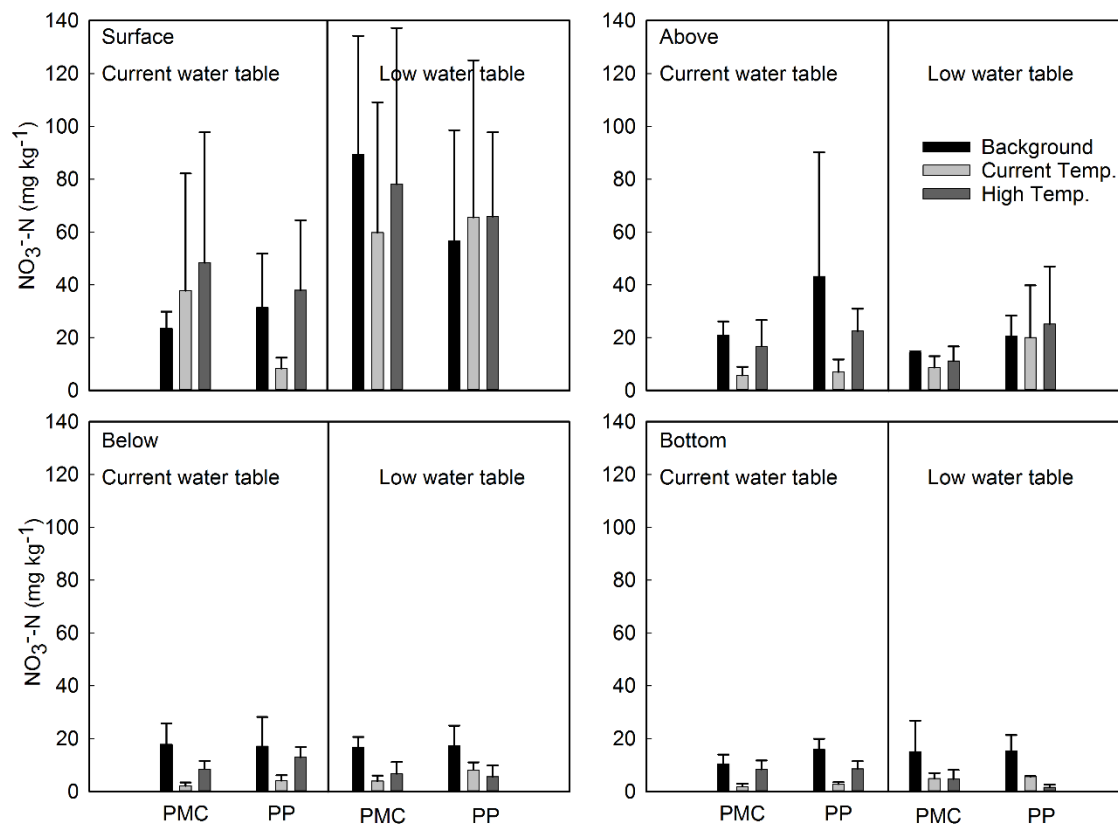 140
120
100
80
60
40
20
0
NO3⁻-N (mg kg⁻¹)
Surface
Current water table
Low water table
140
120
100
80
60
40
20
0
Above
Current water table
Low water table
Background
Current Temp.
High Temp.
140
120
100
80
60
40
20
0
NO3⁻-N (mg kg⁻¹)
Below
Current water table
Low water table
PMC PP PMC PP
140
120
100
80
60
40
20
0
Bottom
Current water table
Low water table
PMC PP PMC PP